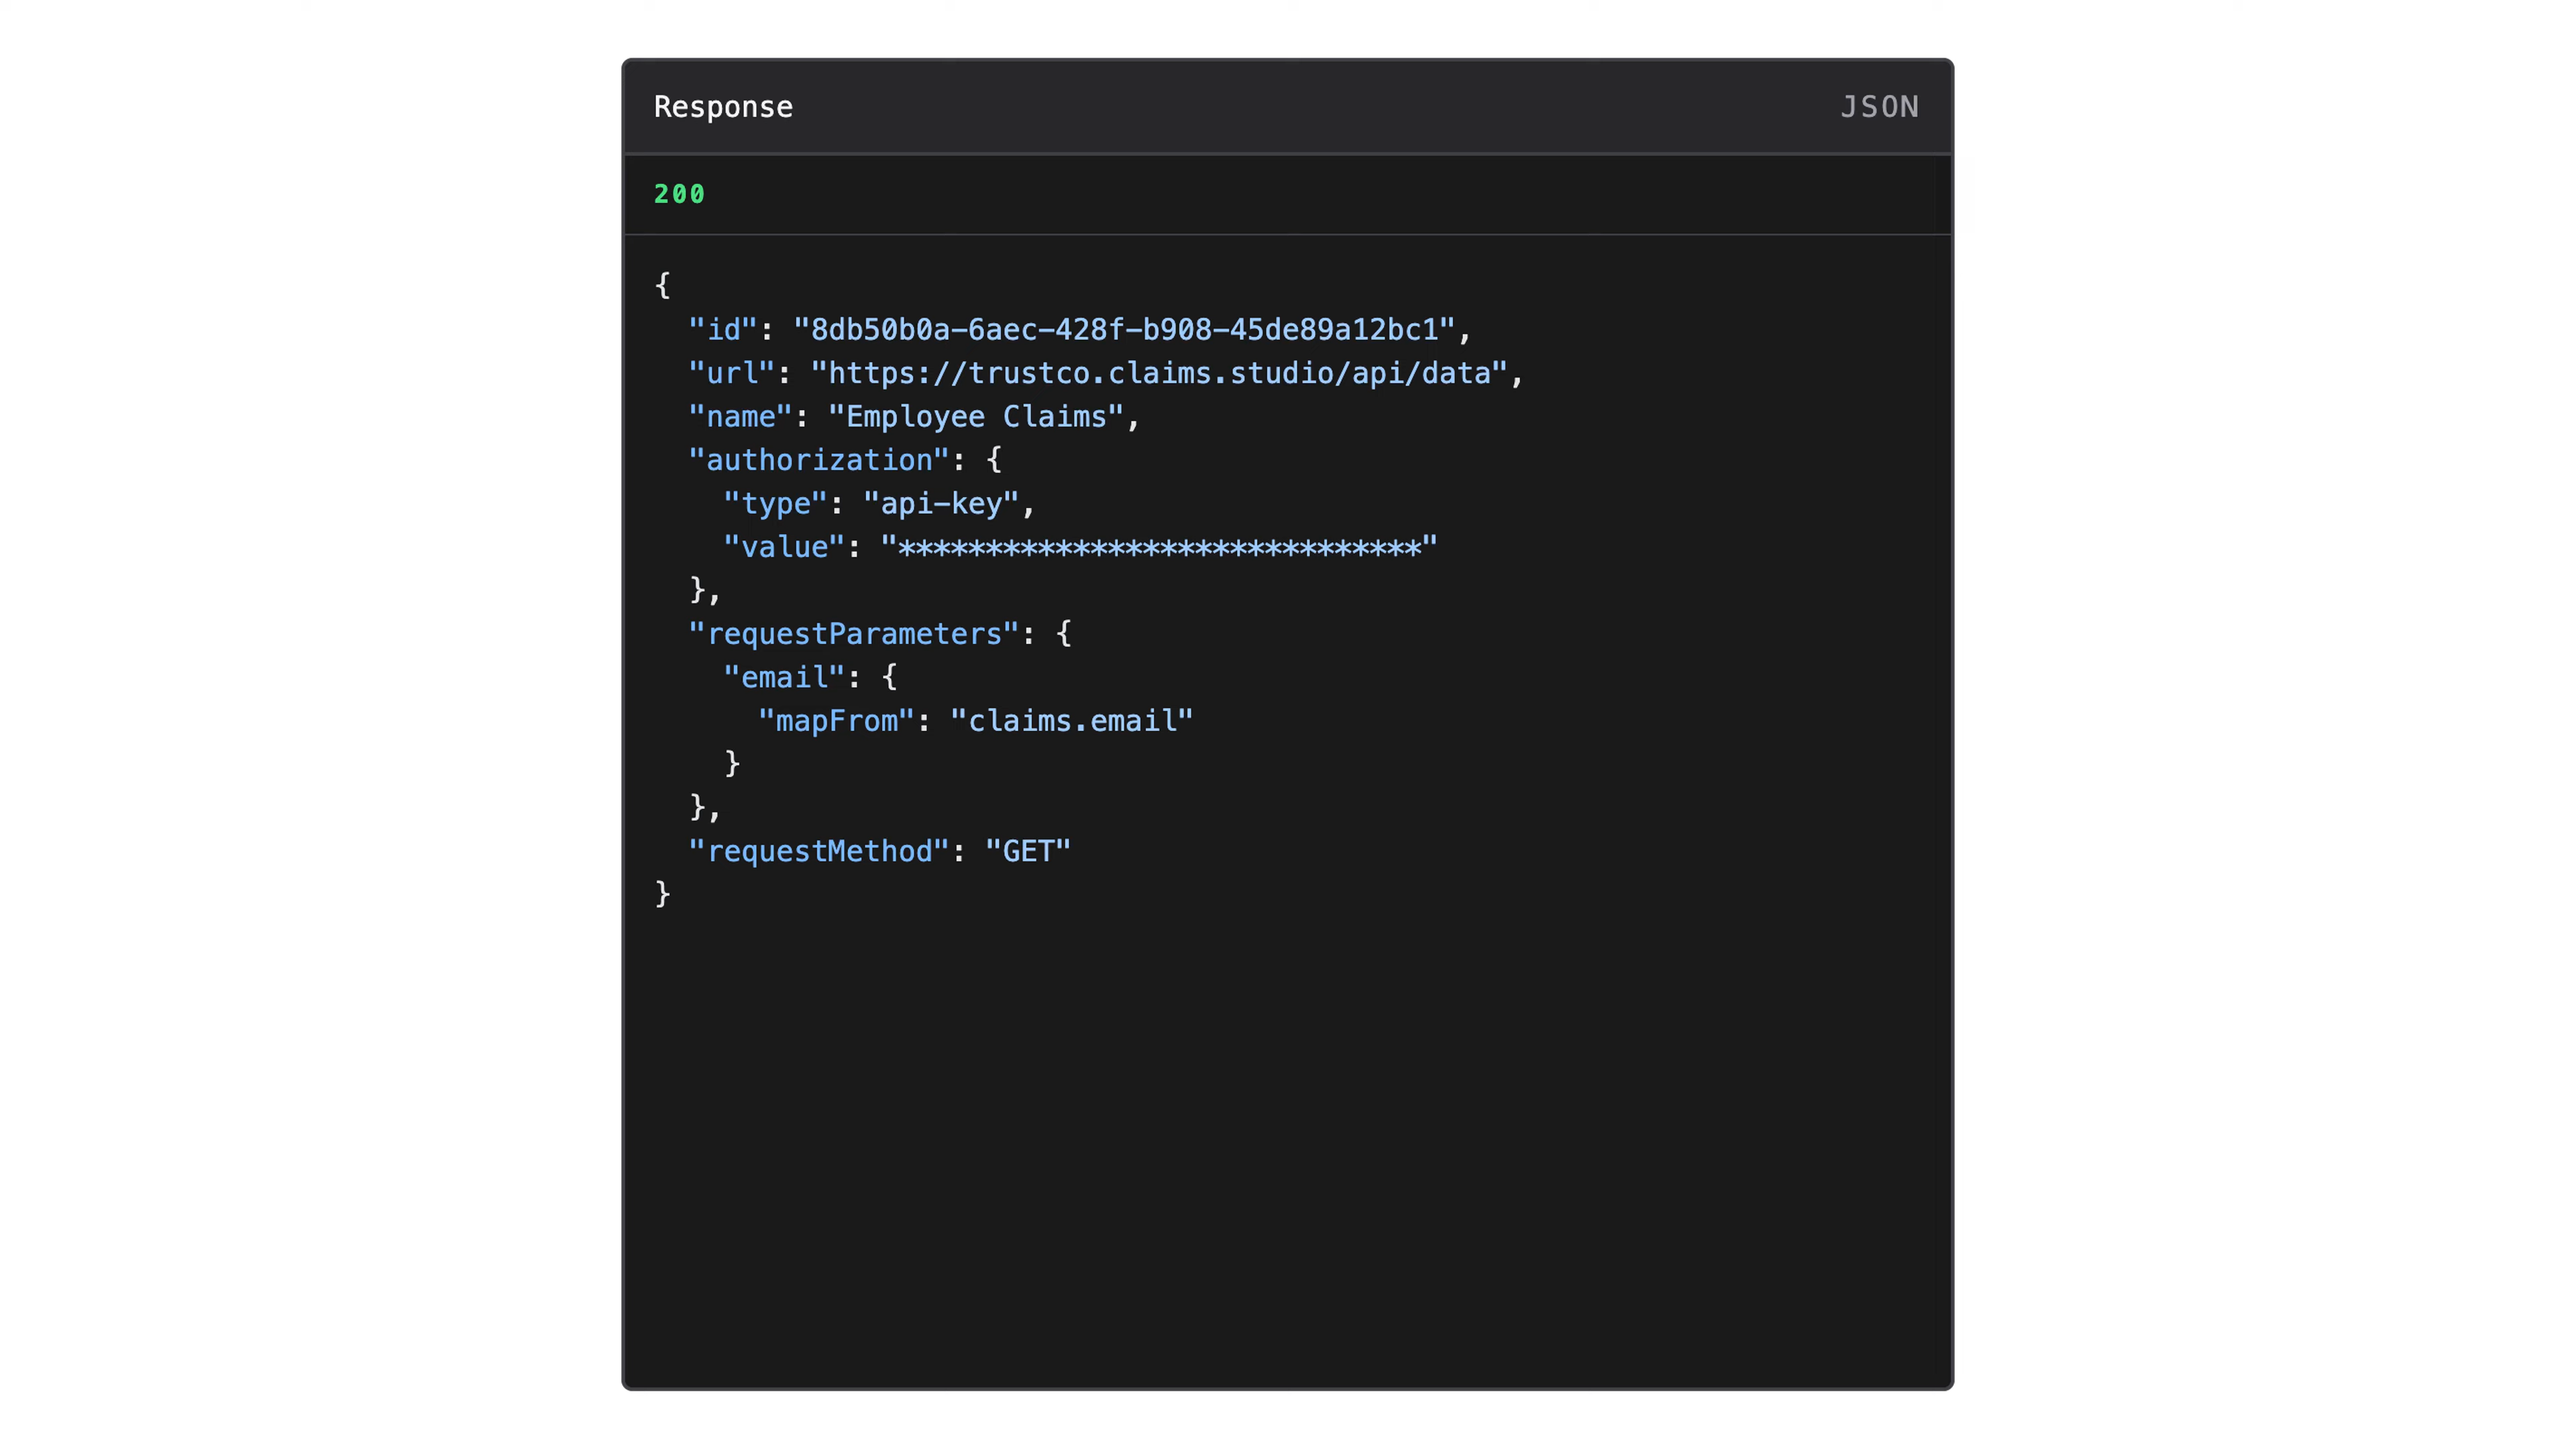 Response
JSON
200
{
  "id": "8db50b0a-6aec-428f-b908-45de89a12bc1",
  "url": "https://trustco.claims.studio/api/data",
  "name": "Employee Claims",
  "authorization": {
    "type": "api-key",
    "value": "******************************"
  },
  "requestParameters": {
    "email": {
      "mapFrom": "claims.email"
    }
  },
  "requestMethod": "GET"
}